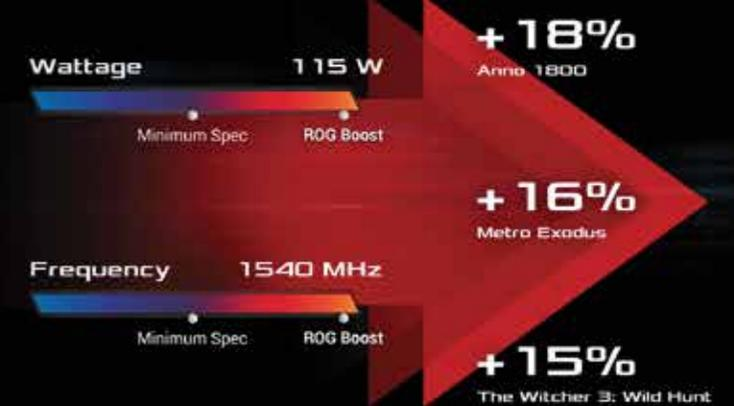 Wattage 115 W
Minimum Spec ROG Boost
Frequency 1540 MHz
Minimum Spec ROG Boost
+18%
Anno 1800
+16%
Metro Exodus
+15%
The Witcher 3: Wild Hunt